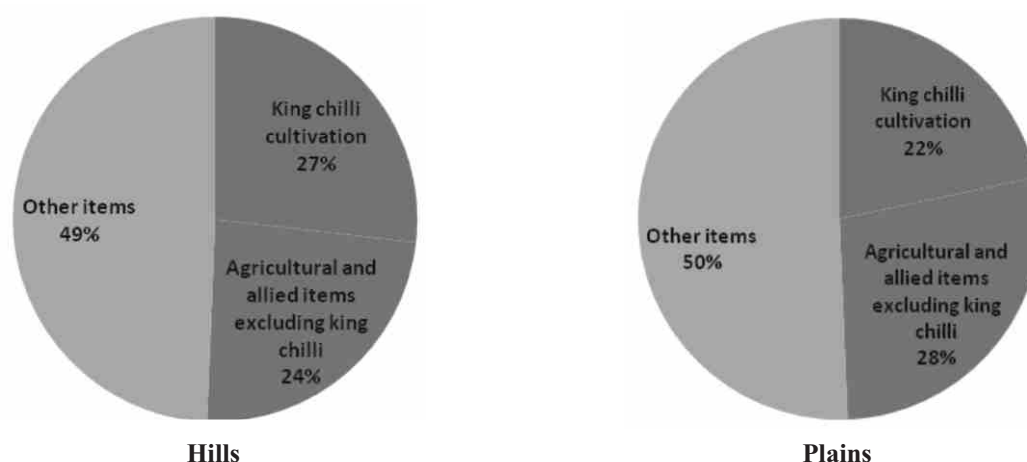 King chilli
cultivation
27%
Other items
49%
Agricultural and
allied items
excluding king
chilli
24%
Hills
King chilli
cultivation
22%
Other items
50%
Agricultural and
allied items
excluding king
chilli
28%
Plains